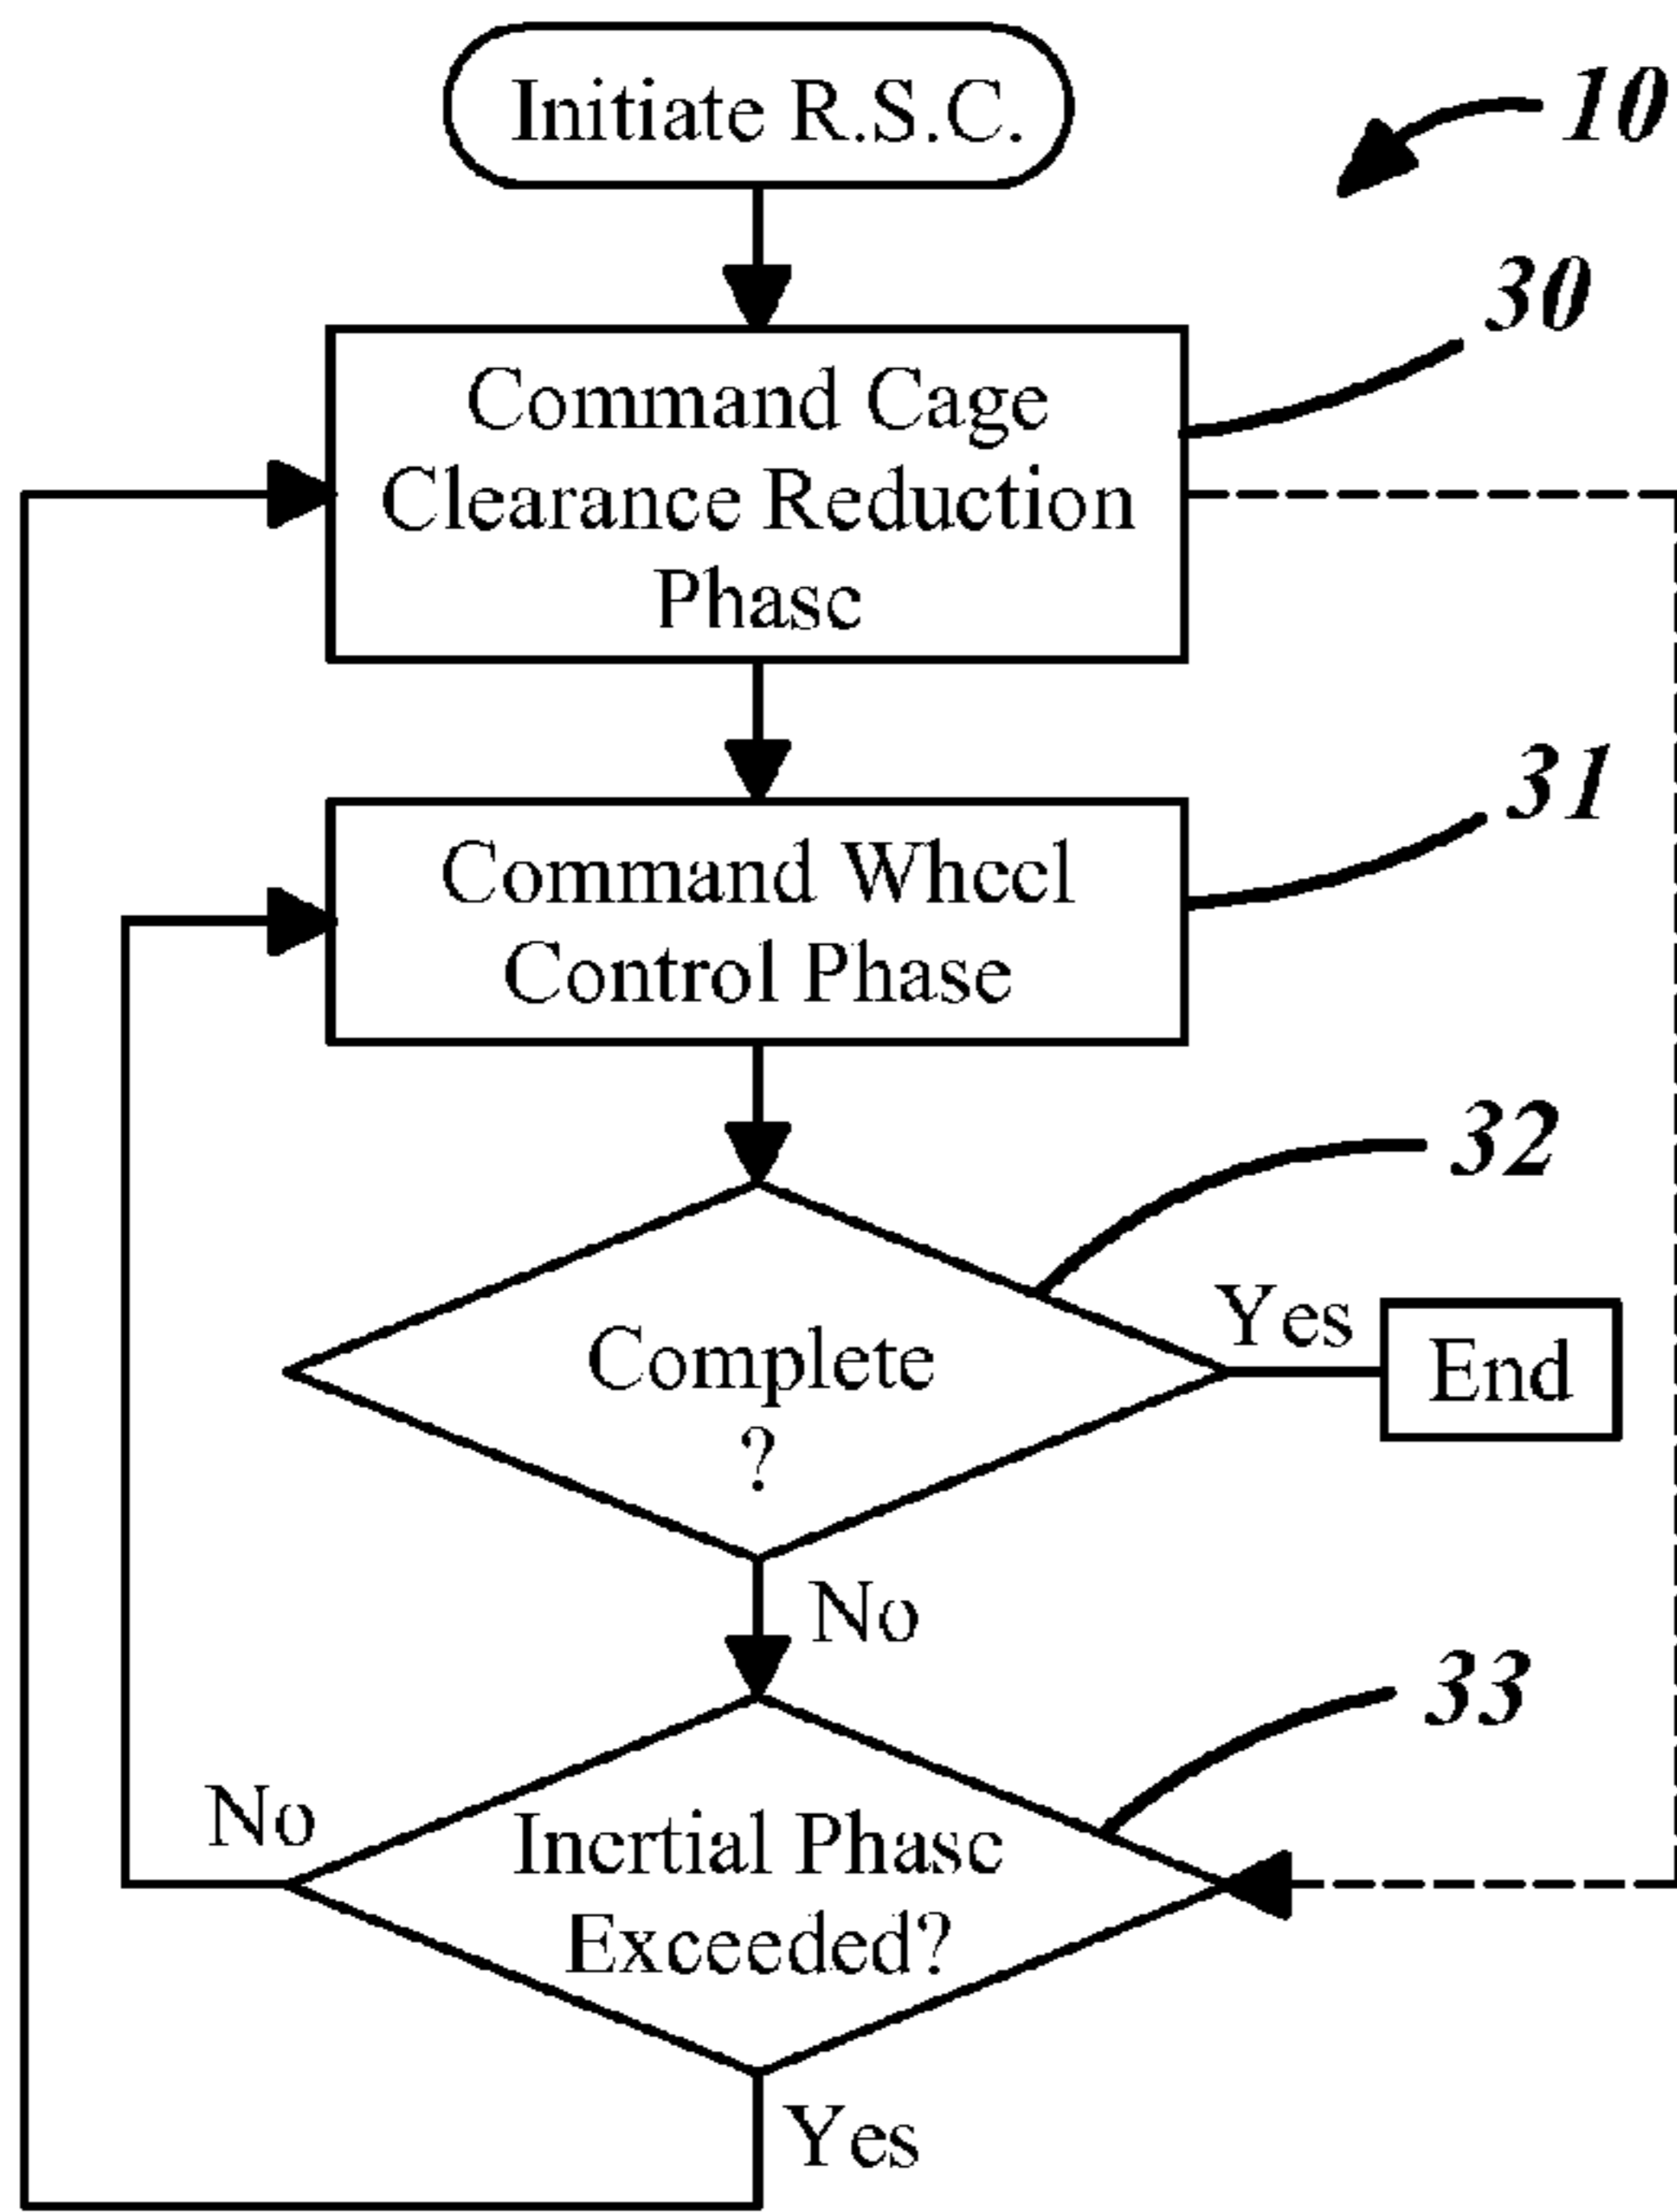 Initiate R.S.C.
10
30
Command Cage
Clearance Reduction
Phase
31
Command Wheel
Control Phase
32
Yes
Complete
?
End
No
33
No
Inertial Phase
Exceeded?
Yes